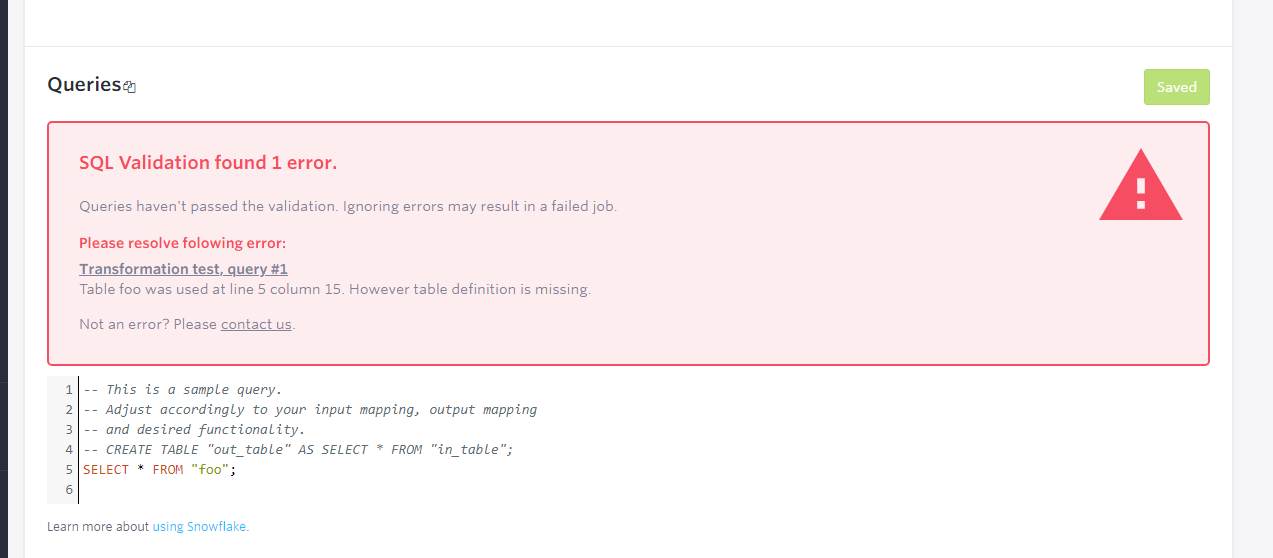 Queries
Saved
SQL Validation found 1 error.
Queries haven't passed the validation. Ignoring errors may result in a failed job.
Please resolve folowing error:
Transformation test, query #1
Table foo was used at line 5 column 15. However table definition is missing.
Not an error? Please contact us.
1 -- This is a sample query.
2 -- Adjust accordingly to your input mapping, output mapping
3 -- and desired functionality.
4 -- CREATE TABLE "out_table" AS SELECT * FROM "in_table";
5 SELECT * FROM "foo";
6
Learn more about using Snowflake.